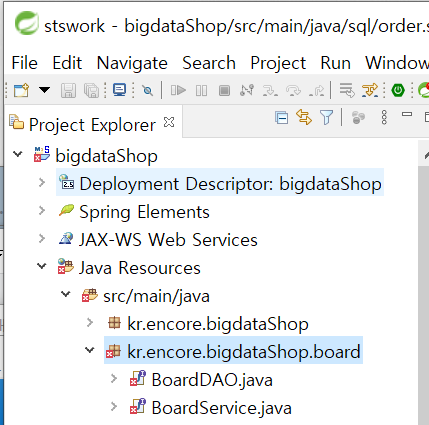 stswork - bigdataShop/src/main/java/sql/order.s
File Edit Navigate Search Project Run Window
Project Explorer
bigdataShop
Deployment Descriptor: bigdataShop
Spring Elements
JAX-WS Web Services
Java Resources
src/main/java
kr.encore.bigdataShop
kr.encore.bigdataShop.board
BoardDAO.java
BoardService.java